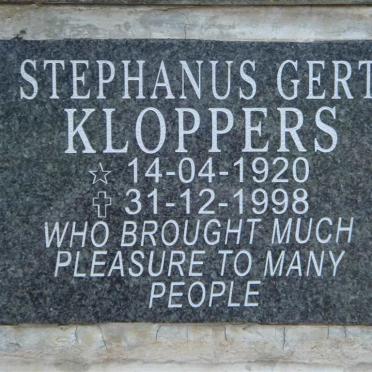 STEPHANUS GERT
KLOPPERS
☆ 14-04-1920
✝ 31-12-1998
WHO BROUGHT MUCH
PLEASURE TO MANY
PEOPLE